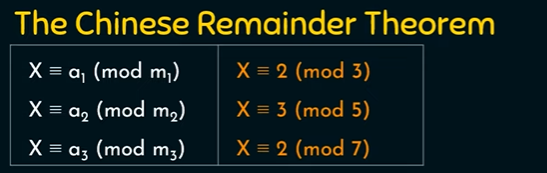 The Chinese Remainder Theorem
X ≡ a₁ (mod m₁) X ≡ 2 (mod 3)
X ≡ a₂ (mod m₂) X ≡ 3 (mod 5)
X ≡ a₃ (mod m₃) X ≡ 2 (mod 7)